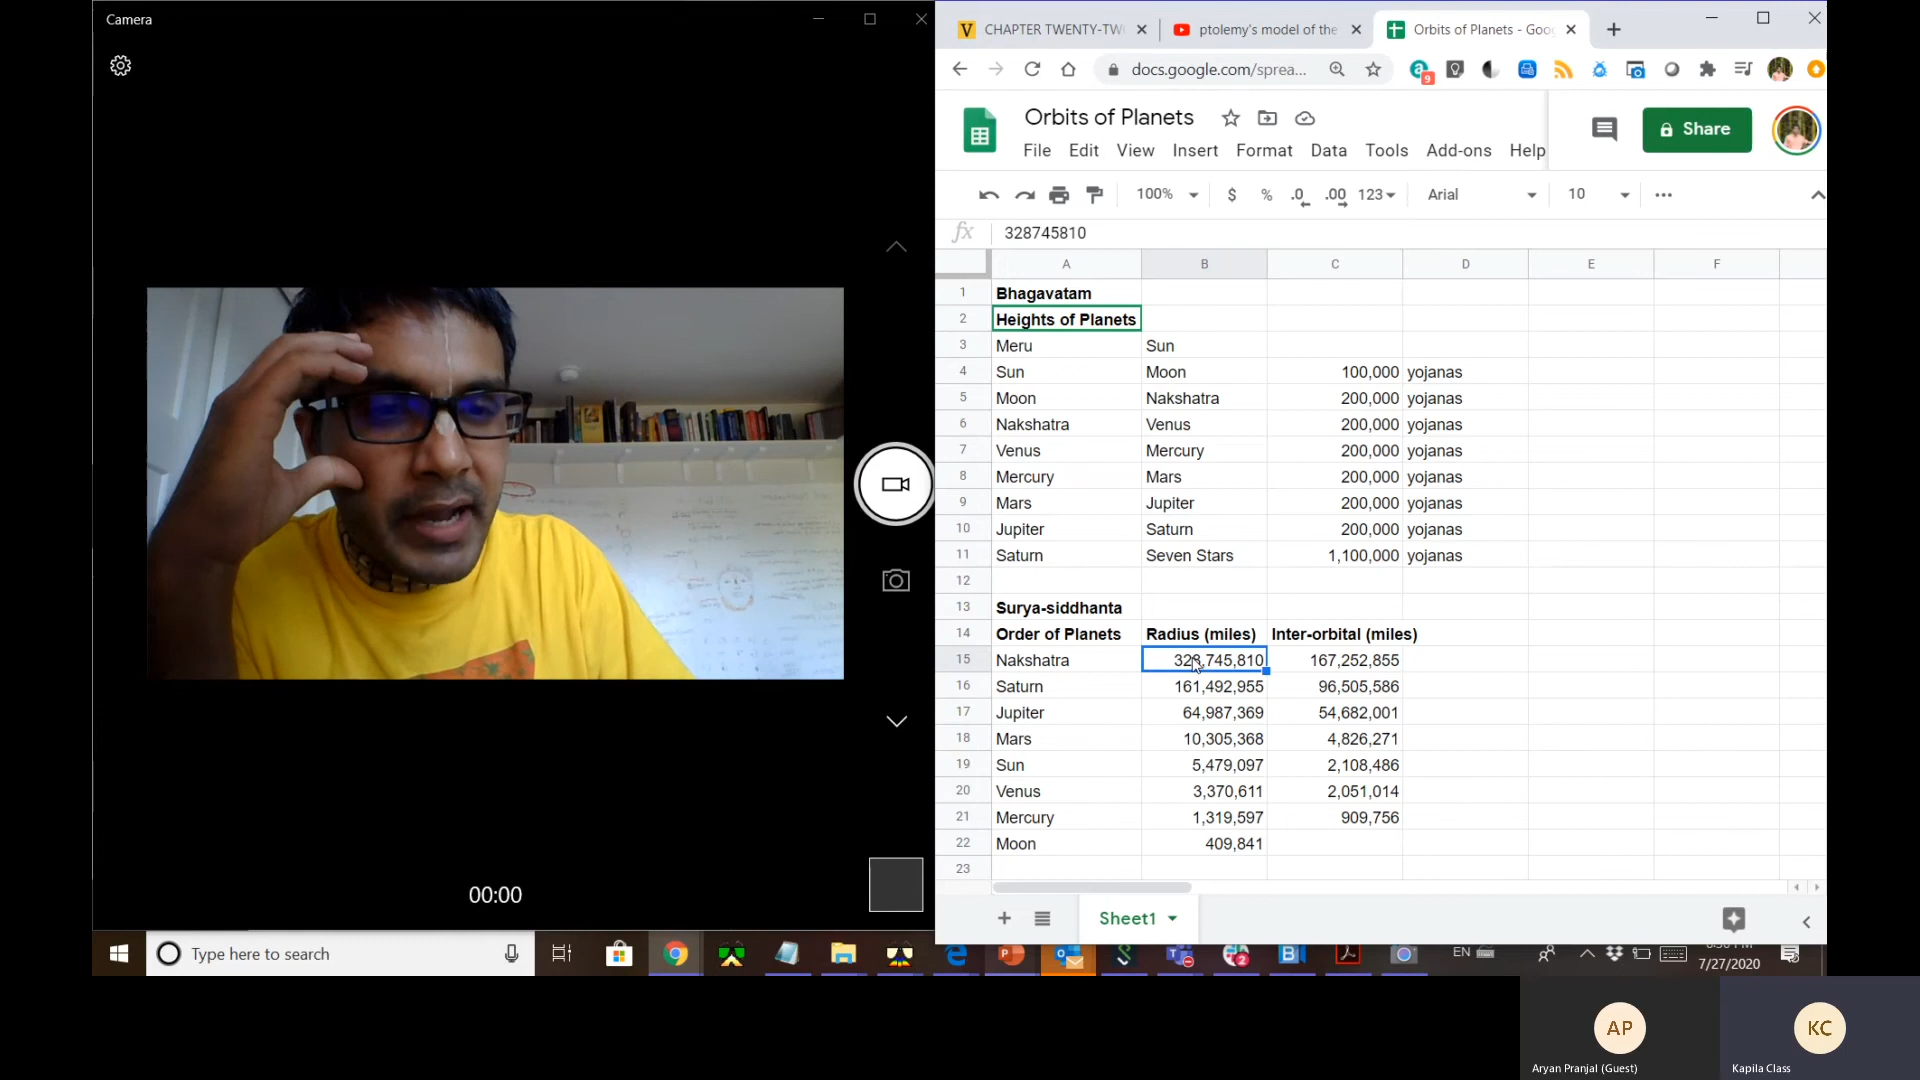 Camera
CHAPTER TWENTY-TW
ptolemy's model of the
Orbits of Planets - Goo
docs.google.com/sprea...
9
Orbits of Planets
Share
File Edit View Insert Format Data Tools Add-ons Help
100% $ % .0 .00 123 Arial 10
fx 328745810
A B C D E F
1 Bhagavatam
2 Heights of Planets
3 Meru Sun
4 Sun Moon 100,000 yojanas
5 Moon Nakshatra 200,000 yojanas
6 Nakshatra Venus 200,000 yojanas
7 Venus Mercury 200,000 yojanas
8 Mercury Mars 200,000 yojanas
9 Mars Jupiter 200,000 yojanas
10 Jupiter Saturn 200,000 yojanas
11 Saturn Seven Stars 1,100,000 yojanas
12
13 Surya-siddhanta
14 Order of Planets Radius (miles) Inter-orbital (miles)
15 Nakshatra 328,745,810 167,252,855
16 Saturn 161,492,955 96,505,586
17 Jupiter 64,987,369 54,682,001
18 Mars 10,305,368 4,826,271
19 Sun 5,479,097 2,108,486
20 Venus 3,370,611 2,051,014
21 Mercury 1,319,597 909,756
22 Moon 409,841
23
00:00
Sheet1
Type here to search
EN
7/27/2020
AP
KC
Aryan Pranjal (Guest)
Kapila Class